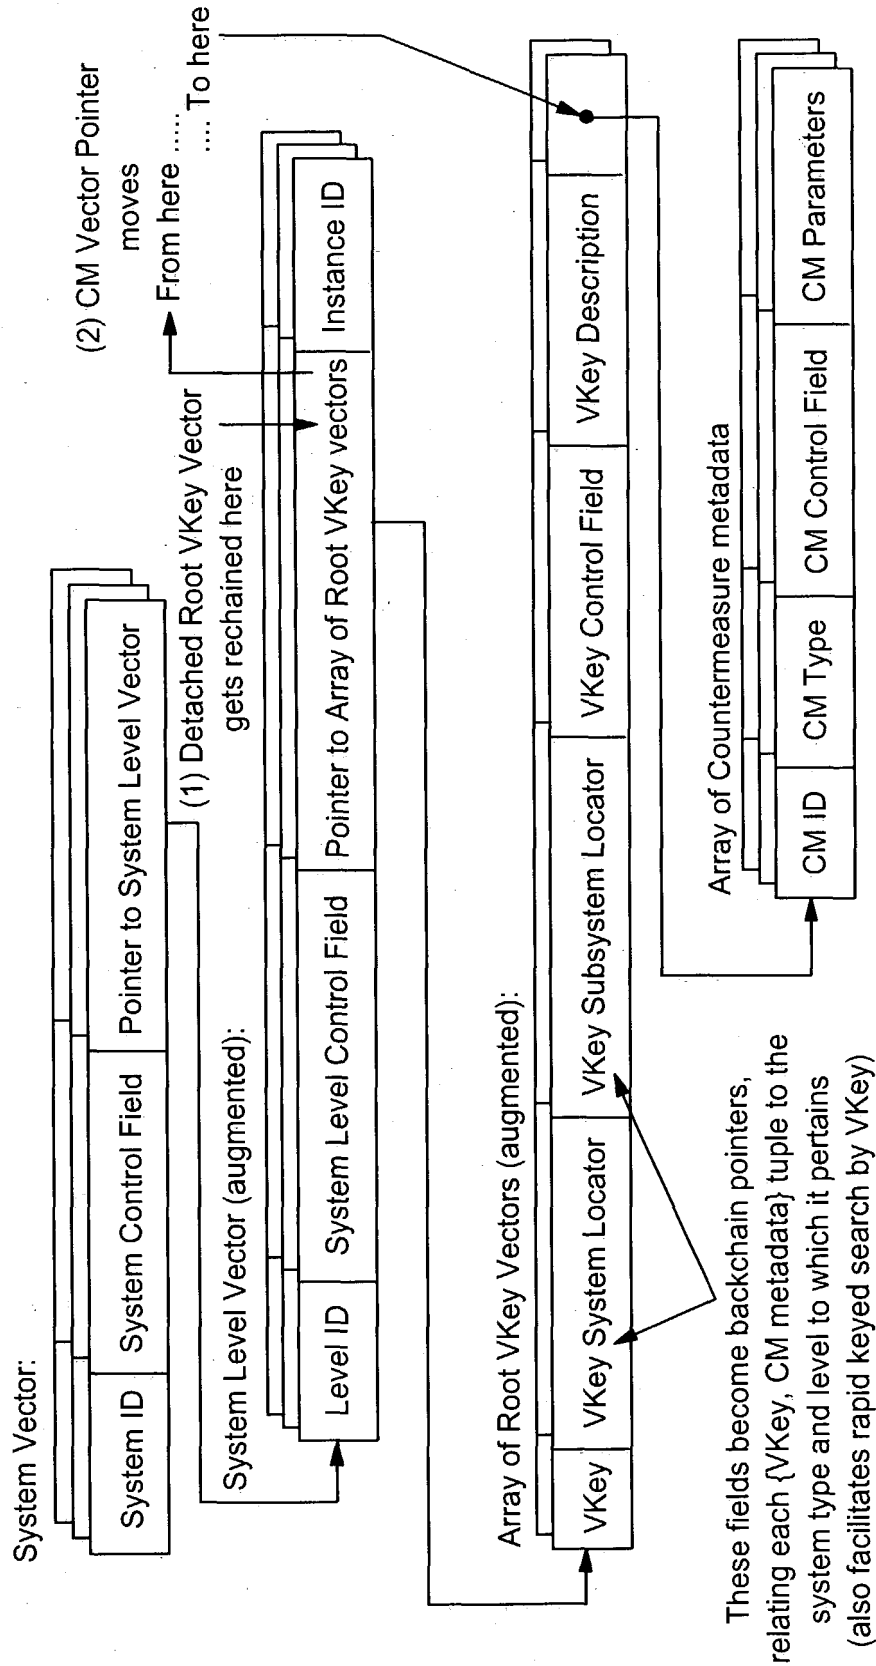 System Vector:
System ID
System Control Field
Pointer to System Level Vector
(2) CM Vector Pointer
moves
From here .....
.... To here
(1) Detached Root VKey Vector
gets rechained here
System Level Vector (augmented):
Level ID
System Level Control Field
Pointer to Array of Root VKey vectors
Instance ID
Array of Root VKey Vectors (augmented):
VKey
VKey System Locator
VKey Subsystem Locator
VKey Control Field
VKey Description
Array of Countermeasure metadata
CM ID
CM Type
CM Control Field
CM Parameters
These fields become backchain pointers,
relating each {VKey, CM metadata} tuple to the
system type and level to which it pertains
(also facilitates rapid keyed search by VKey)